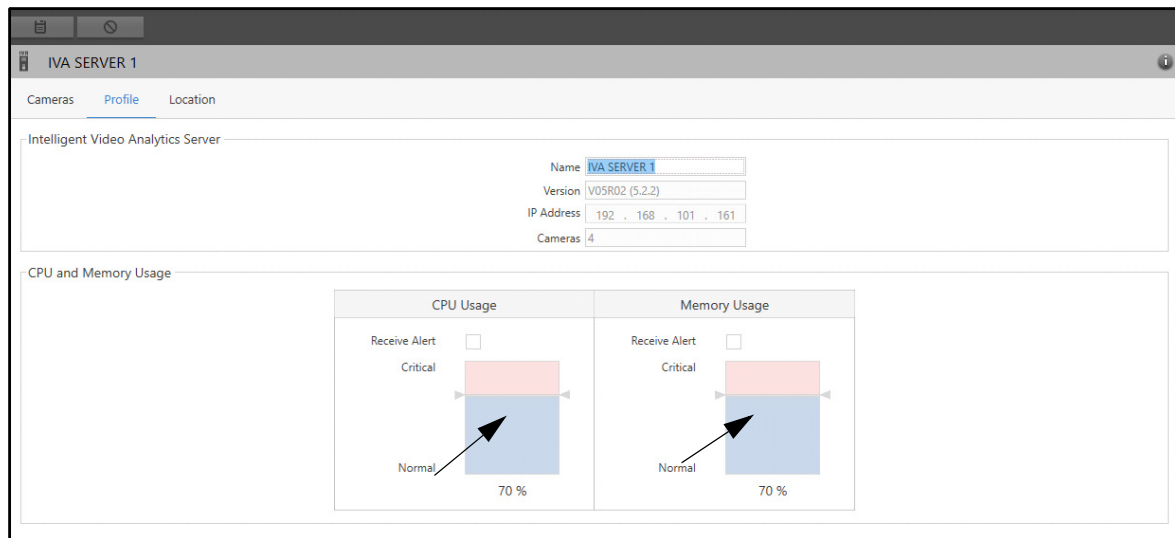 IVA SERVER 1
Cameras Profile Location
Intelligent Video Analytics Server
Name IVA SERVER 1
Version V05R02 (5.2.2)
IP Address 192 . 168 . 101 . 161
Cameras 4
CPU and Memory Usage
CPU Usage Memory Usage
Receive Alert Receive Alert
Critical Critical
Normal Normal
70 % 70 %